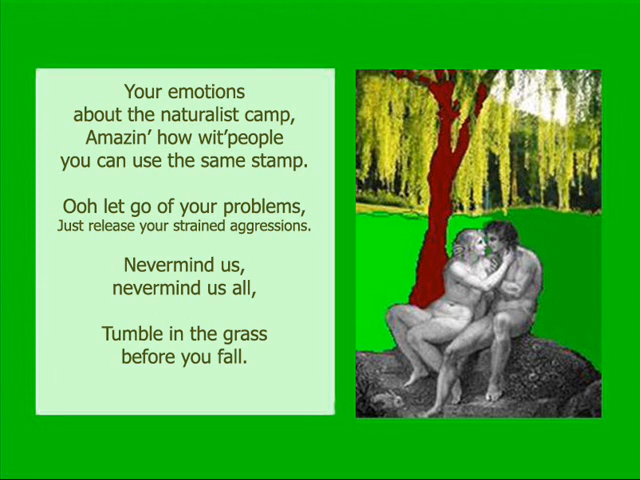 Your emotions
about the naturalist camp,
Amazin’ how wit’people
you can use the same stamp.
Ooh let go of your problems,
Just release your strained aggressions.
Nevermind us,
nevermind us all,
Tumble in the grass
before you fall.